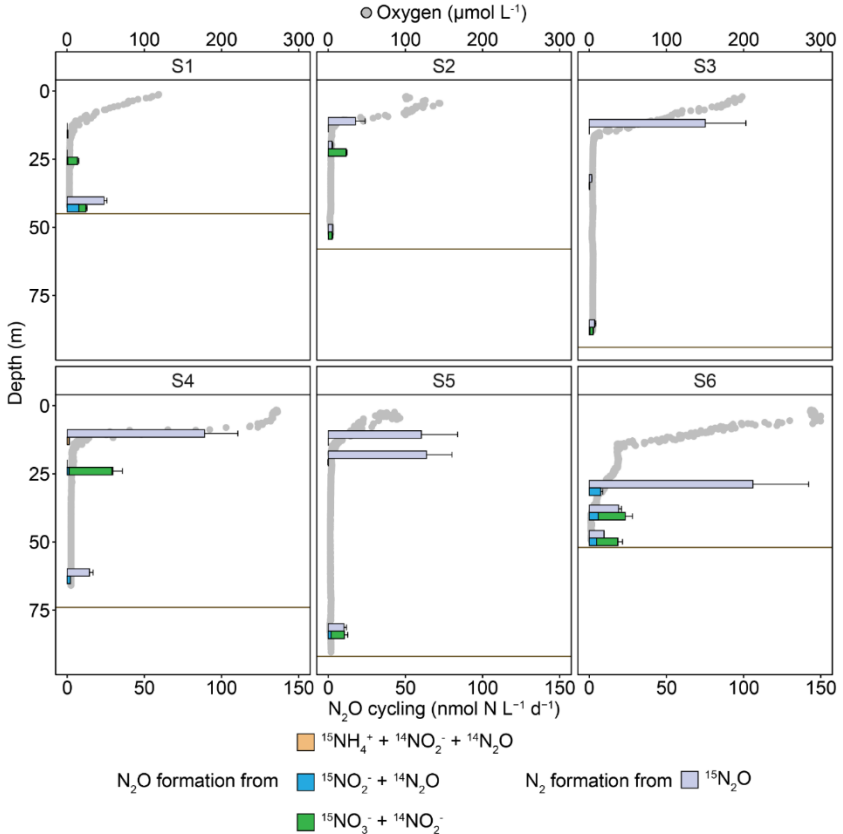 Oxygen (µmol L⁻¹)
0 100 200 300 0 100 200 300 0 100 200 300
S1 S2 S3
0
25
50
75
Depth (m)
S4 S5 S6
0
25
50
75
0 50 100 150 0 50 100 150 0 50 100 150
N₂O cycling (nmol N L⁻¹ d⁻¹)
¹⁵NH₄⁺ + ¹⁴NO₂⁻ + ¹⁴N₂O
N₂O formation from ¹⁵NO₂⁻ + ¹⁴N₂O N₂ formation from ¹⁵N₂O
¹⁵NO₃⁻ + ¹⁴NO₂⁻